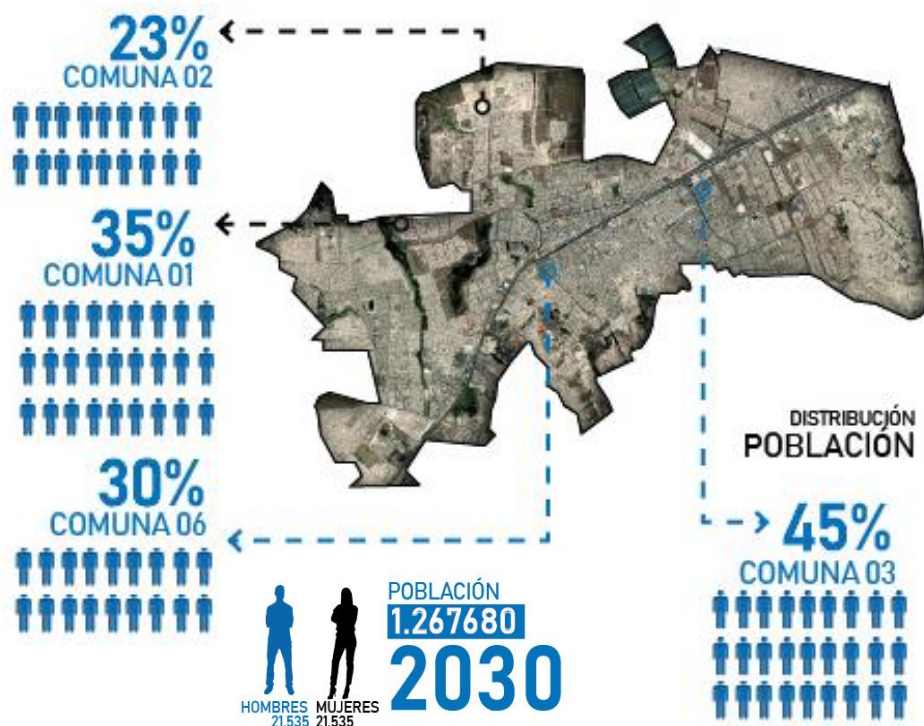 23%
COMUNA 02
35%
COMUNA 01
30%
COMUNA 06
DISTRIBUCIÓN
POBLACIÓN
45%
COMUNA 03
POBLACIÓN
1.267680
2030
HOMBRES
21.535
MUJERES
21.535